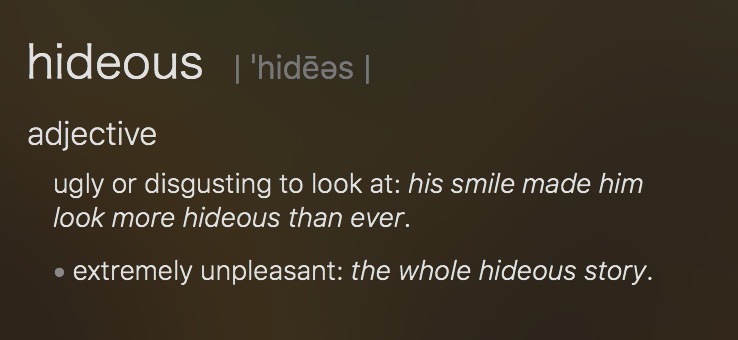 hideous | ˈhidēəs |
adjective
ugly or disgusting to look at: his smile made him
look more hideous than ever.
• extremely unpleasant: the whole hideous story.